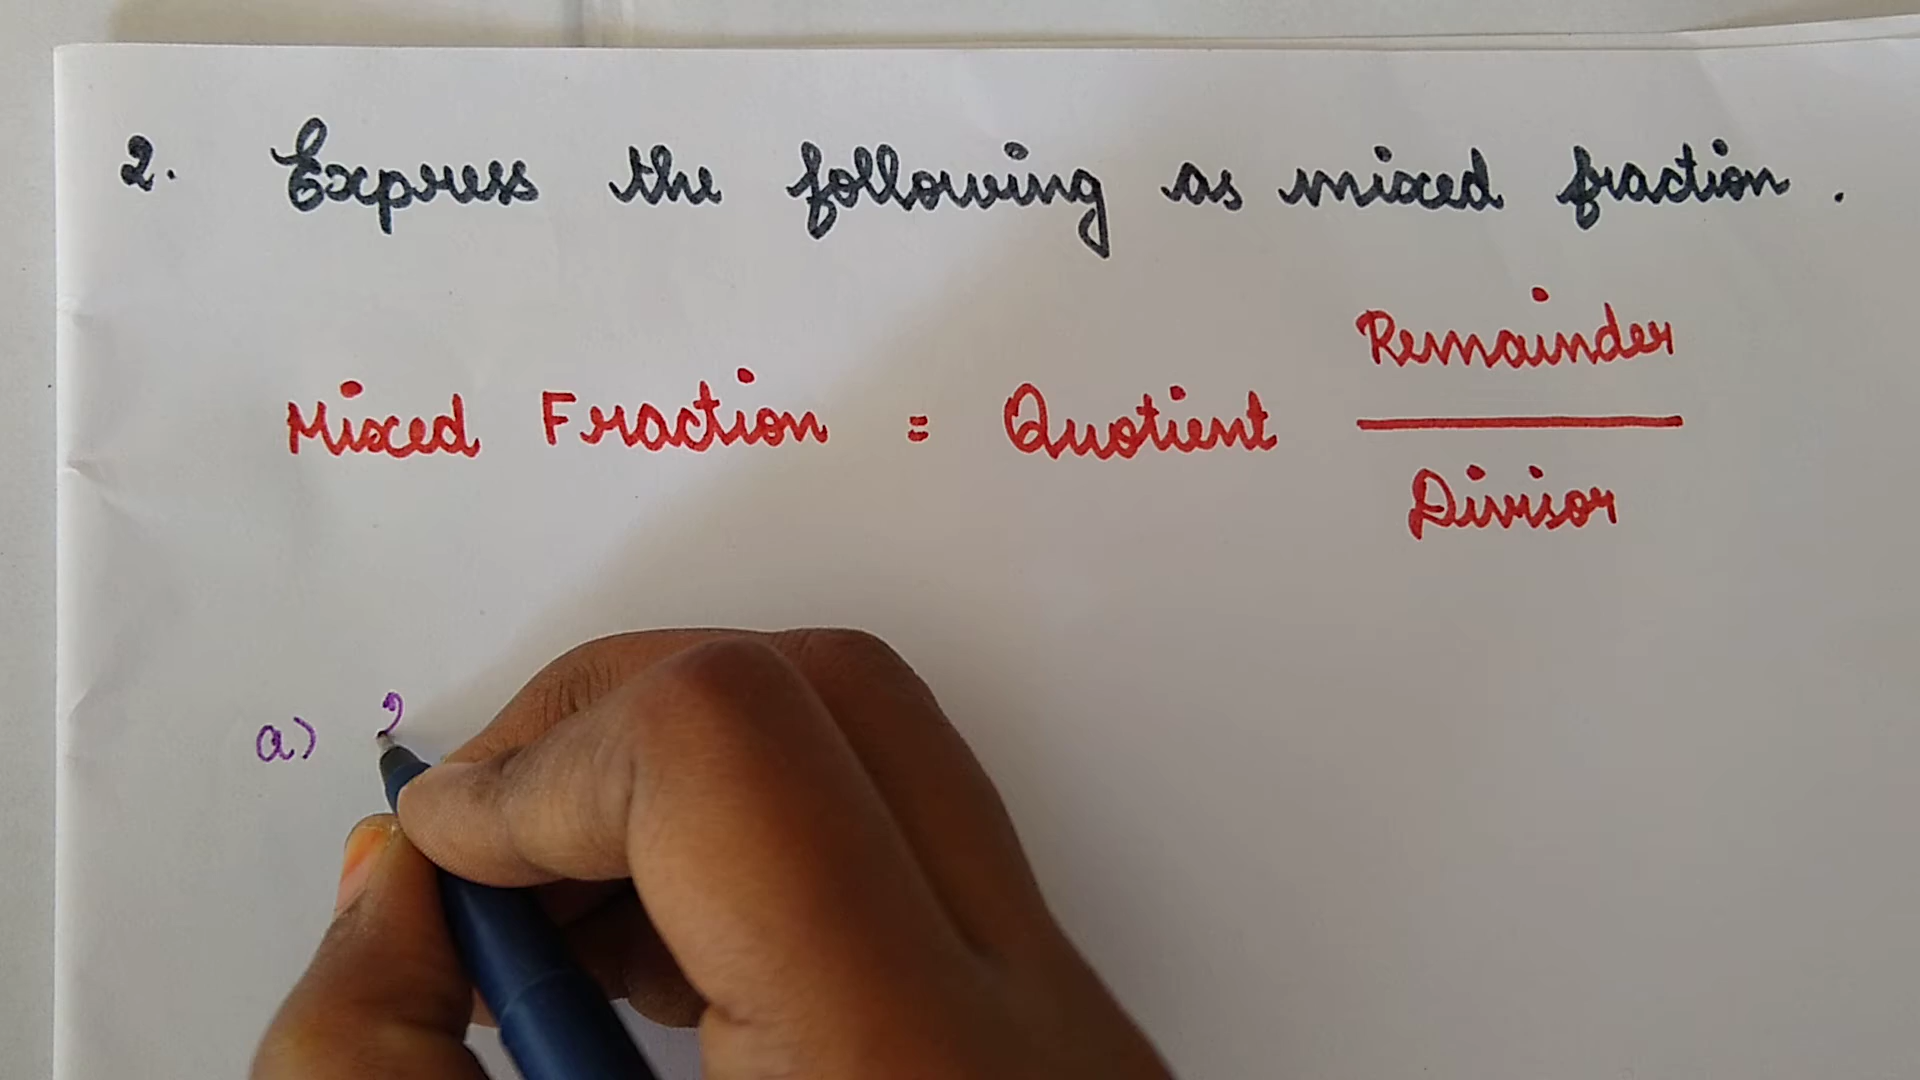 2. Express the following as mixed fraction.
Mixed Fraction = Quotient Remainder
Divisor
a)